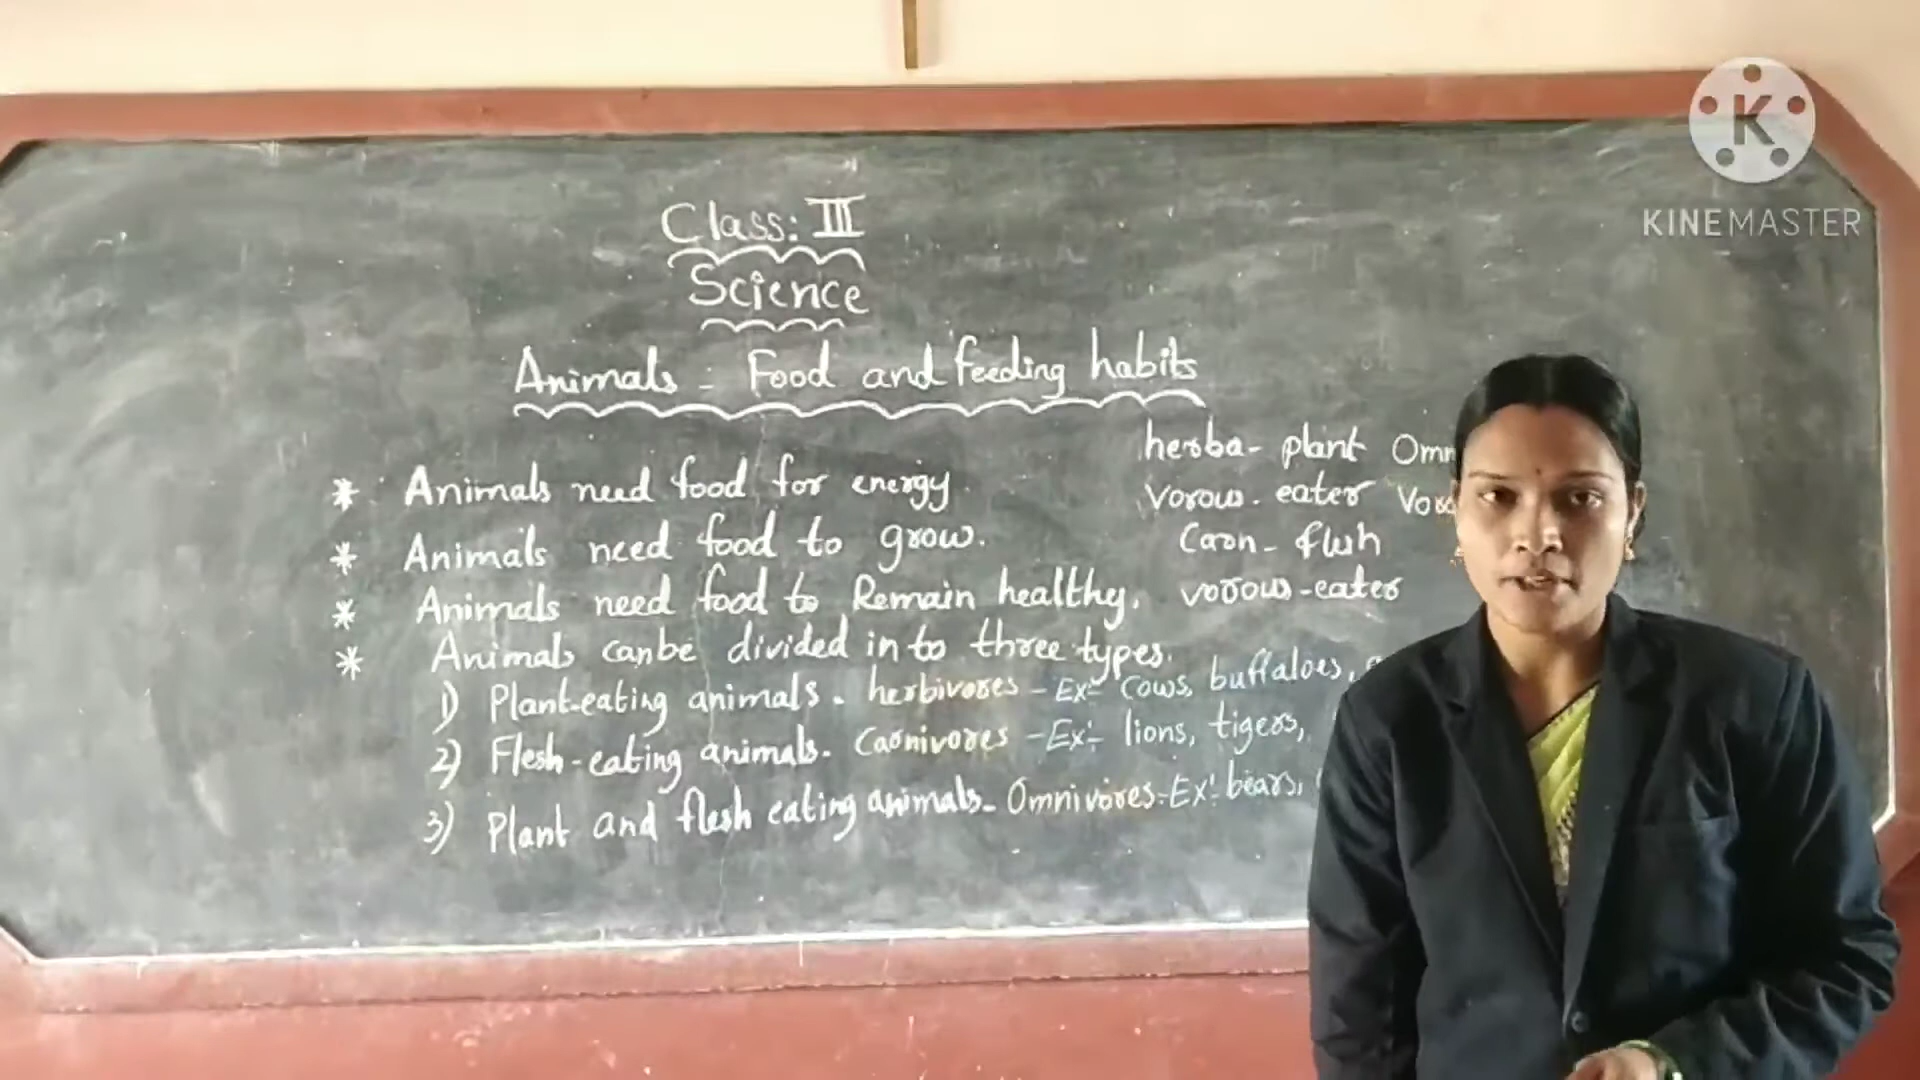 K
KINEMASTER
Class: III
Science
Animals - Food and feeding habits
herba - plant Omn
vorous - eater Vor
Carn - flesh
vorous - eater
* Animals need food for energy.
* Animals need food to grow.
* Animals need food to Remain healthy.
* Animals canbe divided in to three types.
1) Plant-eating animals. herbivores - Ex:- Cows, buffaloes,
2) Flesh-eating animals. Carnivores - Ex:- lions, tigers,
3) Plant and flesh eating animals- Omnivores-Ex: bears,